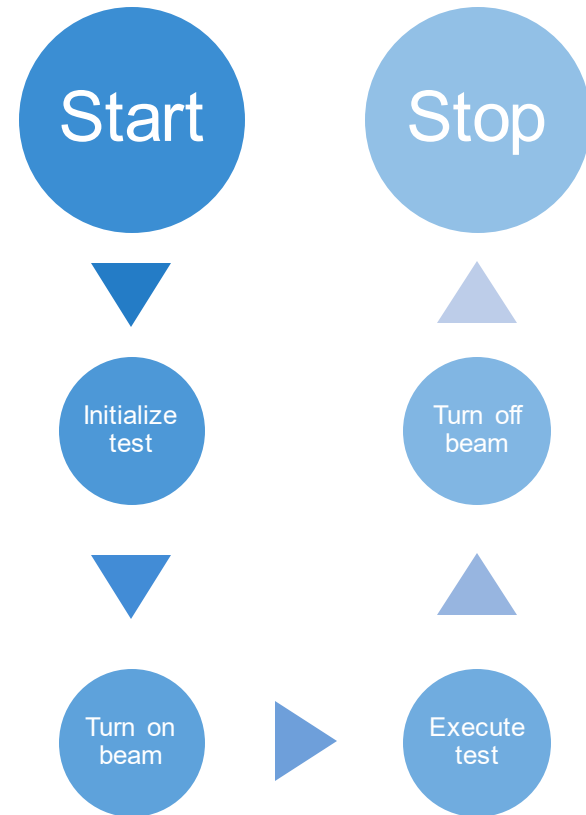 Start
Initialize
test
Turn on
beam
Execute
test
Turn off
beam
Stop